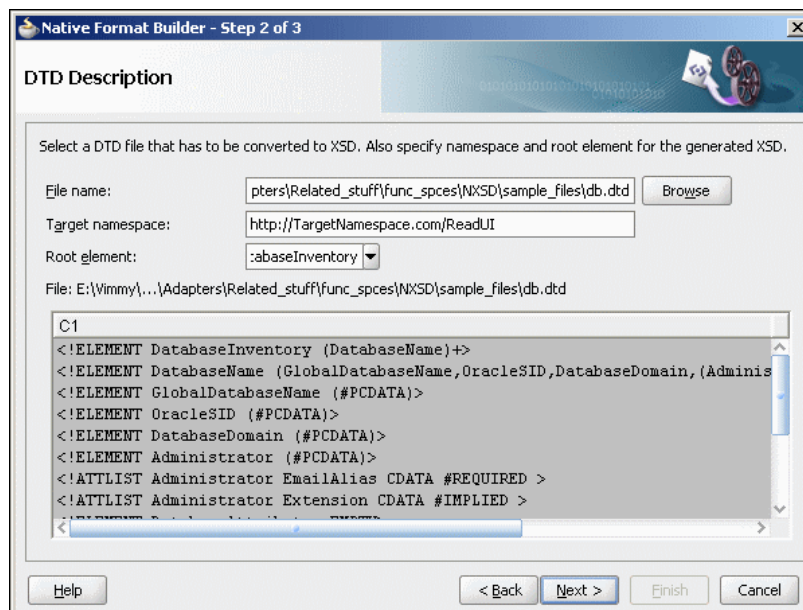 Native Format Builder - Step 2 of 3
DTD Description
Select a DTD file that has to be converted to XSD. Also specify namespace and root element for the generated XSD.
File name: pters\Related_stuff\func_spces\NXSD\sample_files\db.dtd Browse
Target namespace: http://TargetNamespace.com/ReadUI
Root element: :abaseInventory
File: E:\Vimmy\...\Adapters\Related_stuff\func_spces\NXSD\sample_files\db.dtd
C1
<!ELEMENT DatabaseInventory (DatabaseName)+>
<!ELEMENT DatabaseName (GlobalDatabaseName,OracleSID,DatabaseDomain,(Adminis
<!ELEMENT GlobalDatabaseName (#PCDATA)>
<!ELEMENT OracleSID (#PCDATA)>
<!ELEMENT DatabaseDomain (#PCDATA)>
<!ELEMENT Administrator (#PCDATA)>
<!ATTLIST Administrator EmailAlias CDATA #REQUIRED >
<!ATTLIST Administrator Extension CDATA #IMPLIED >
Help < Back Next > Finish Cancel